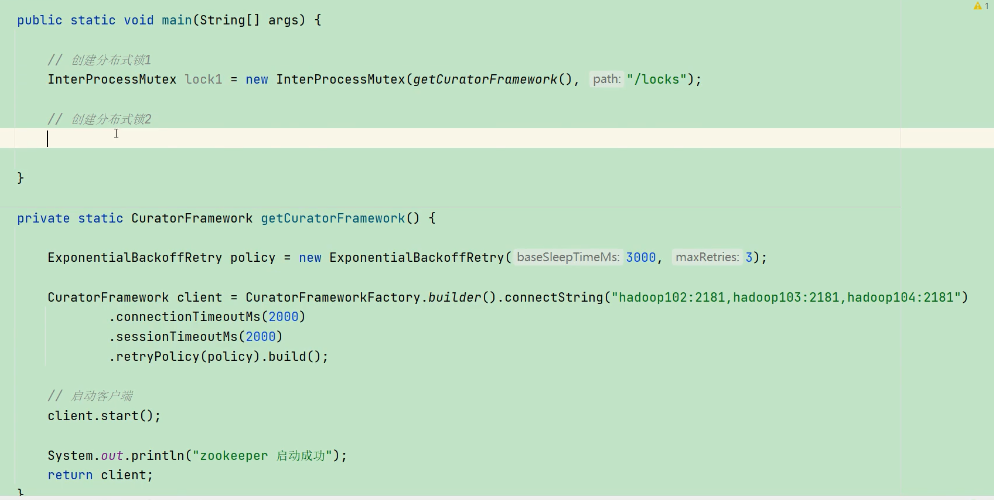 public static void main(String[] args) {
1
// 创建分布式锁1
InterProcessMutex lock1 = new InterProcessMutex(getCuratorFramework(), path: "/locks");
// 创建分布式锁2
}
private static CuratorFramework getCuratorFramework() {
ExponentialBackoffRetry policy = new ExponentialBackoffRetry( baseSleepTimeMs: 3000, maxRetries: 3);
CuratorFramework client = CuratorFrameworkFactory.builder().connectString("hadoop102:2181,hadoop103:2181,hadoop104:2181")
.connectionTimeoutMs(2000)
.sessionTimeoutMs(2000)
.retryPolicy(policy).build();
// 启动客户端
client.start();
System.out.println("zookeeper 启动成功");
return client;
}